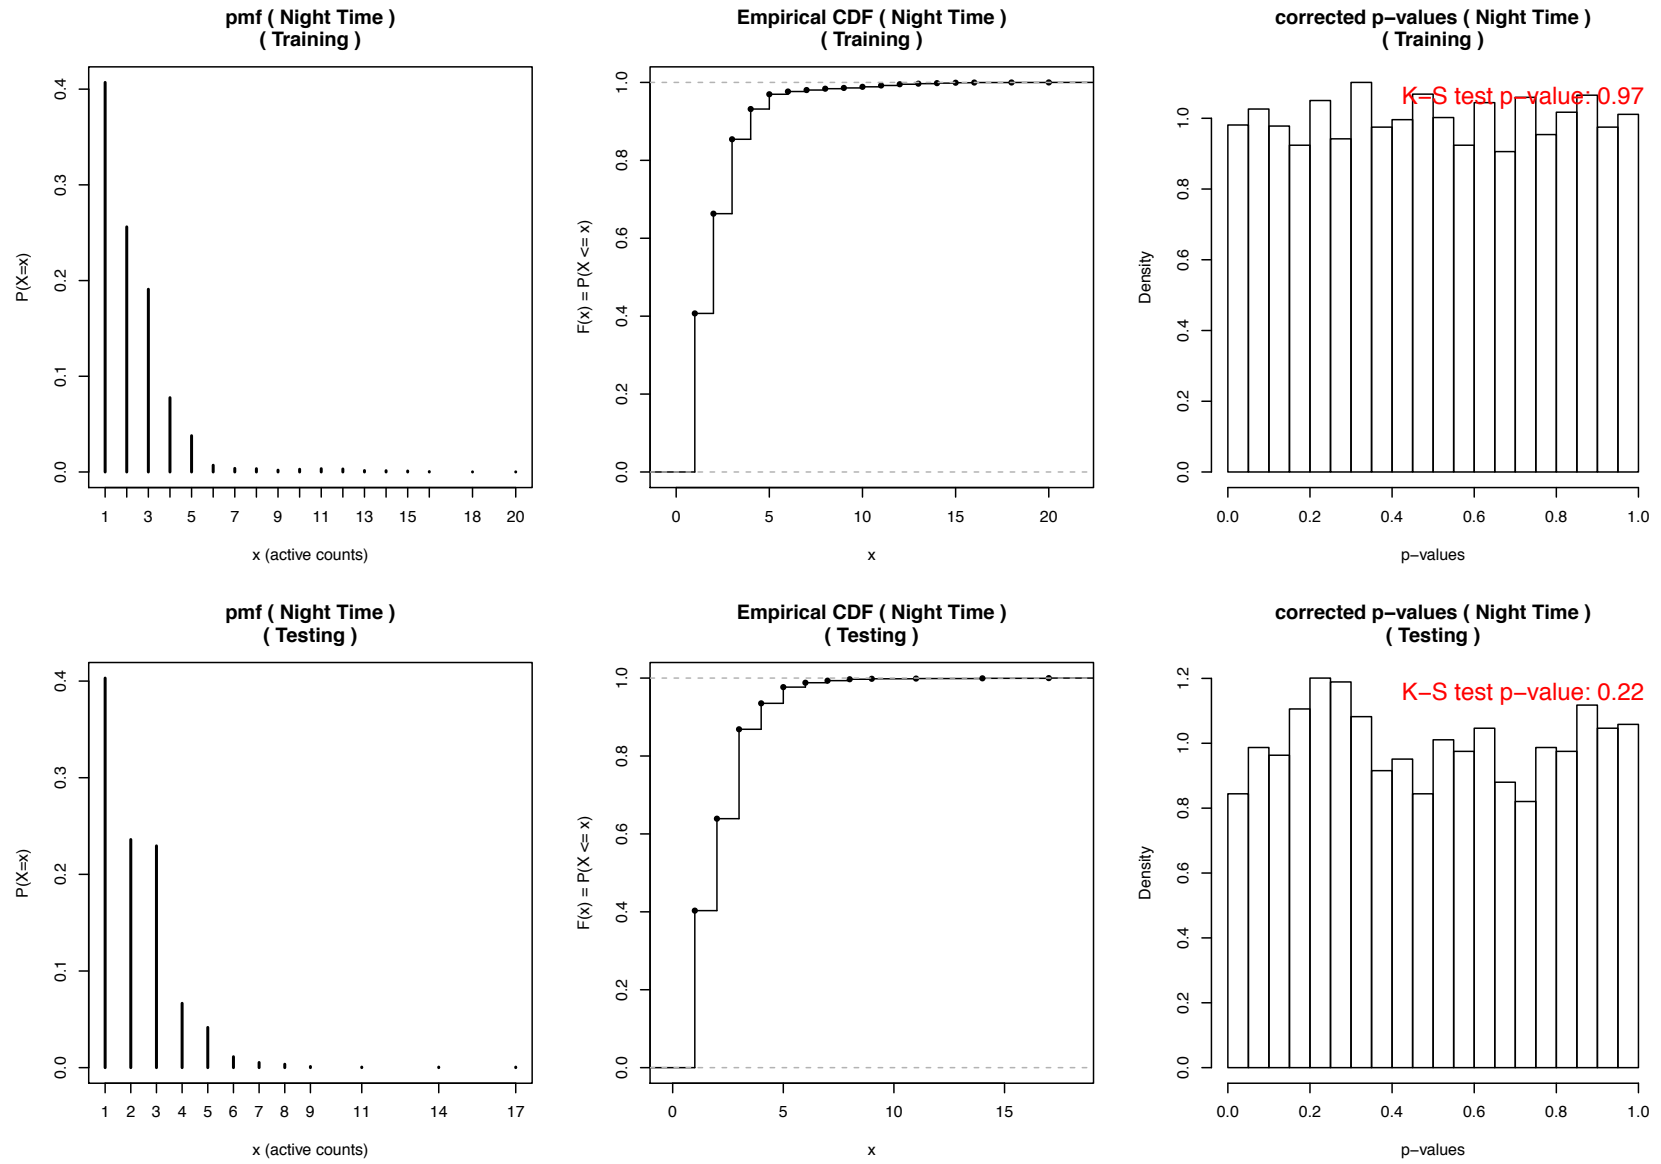 pmf ( Night Time )
( Training )
P(X=x)
0.0 0.1 0.2 0.3 0.4
1 3 5 7 9 11 13 15 18 20
x (active counts)
Empirical CDF ( Night Time )
( Training )
F(x) = P(X <= x)
0.0 0.2 0.4 0.6 0.8 1.0
0 5 10 15 20
x
corrected p−values ( Night Time )
( Training )
K−S test p−value: 0.97
Density
0.0 0.2 0.4 0.6 0.8 1.0
0.0 0.2 0.4 0.6 0.8 1.0
p−values
pmf ( Night Time )
( Testing )
P(X=x)
0.0 0.1 0.2 0.3 0.4
1 2 3 4 5 6 7 8 9 11 14 17
x (active counts)
Empirical CDF ( Night Time )
( Testing )
F(x) = P(X <= x)
0.0 0.2 0.4 0.6 0.8 1.0
0 5 10 15
x
corrected p−values ( Night Time )
( Testing )
K−S test p−value: 0.22
Density
0.0 0.2 0.4 0.6 0.8 1.0 1.2
0.0 0.2 0.4 0.6 0.8 1.0
p−values